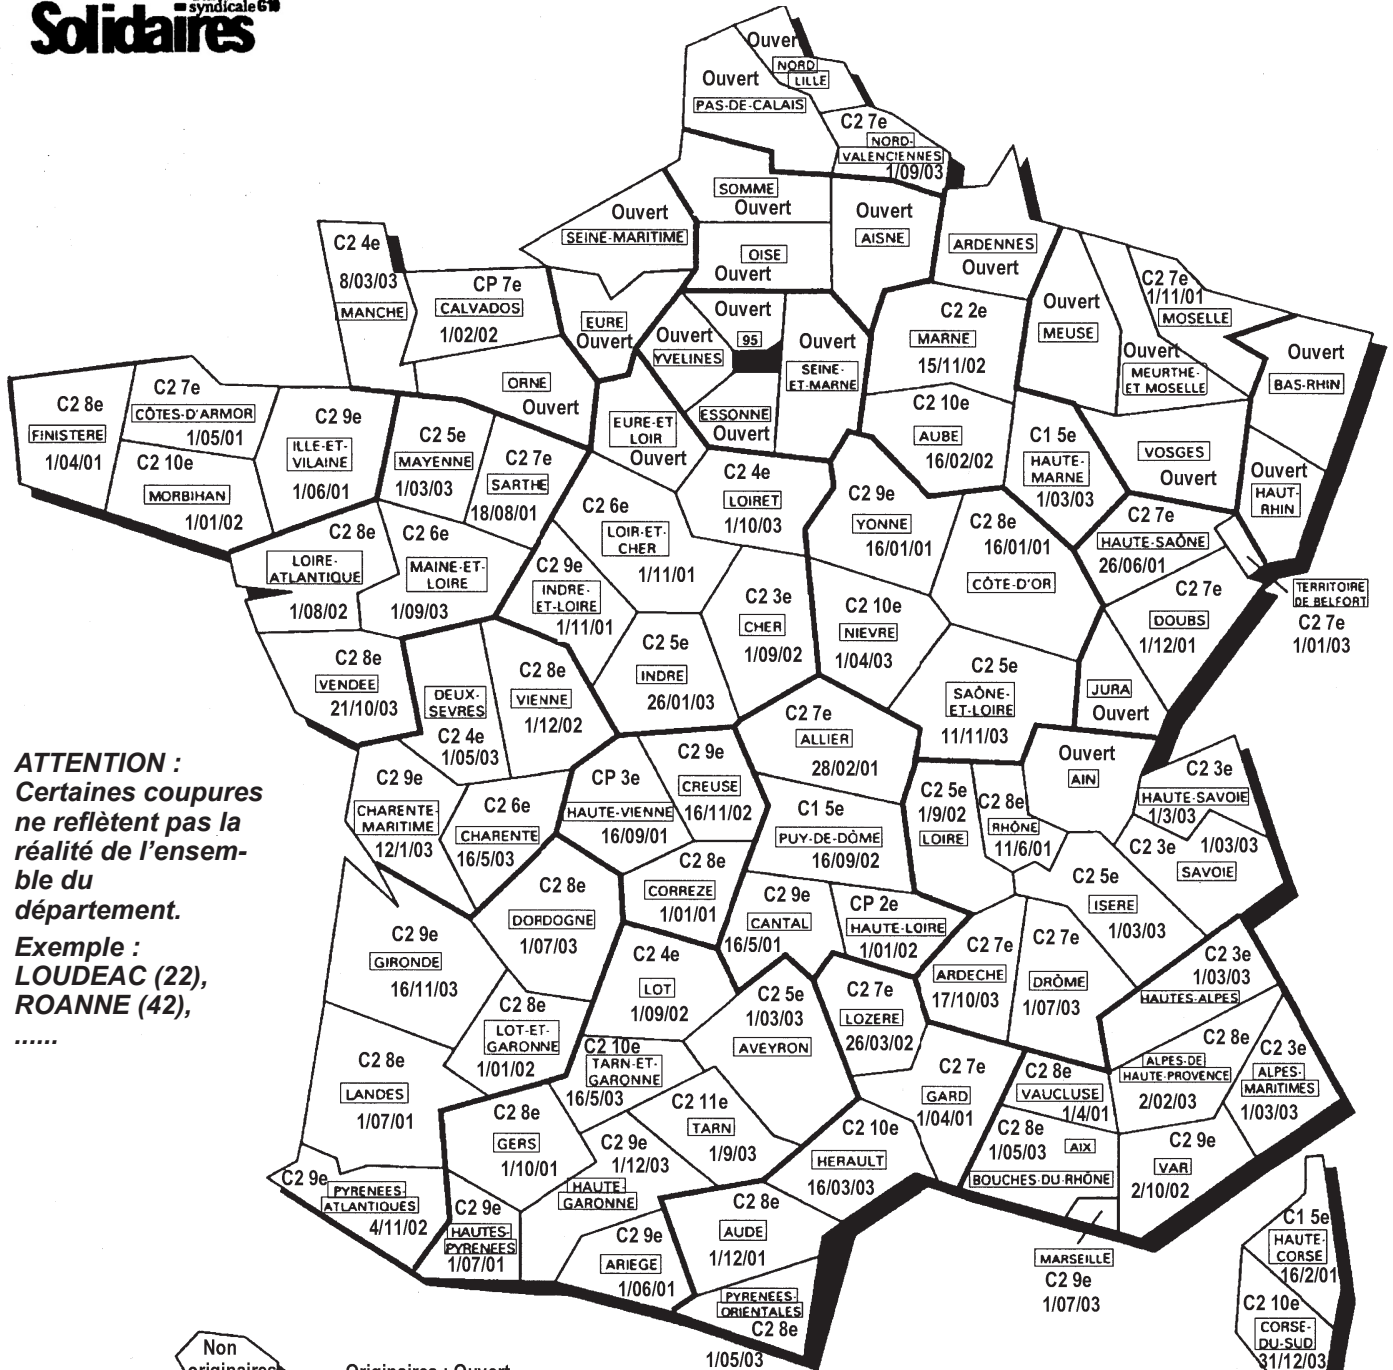 syndicale G10
Solidaires
Ouvert
NORD
LILLE
Ouvert
PAS-DE-CALAIS
C2 7e
NORD-
VALENCIENNES
1/09/03
SOMME
Ouvert
Ouvert
AISNE
Ouvert
SEINE-MARITIME
OISE
Ouvert
ARDENNES
Ouvert
C2 4e
8/03/03
MANCHE
CP 7e
CALVADOS
1/02/02
EURE
Ouvert
Ouvert
95
Ouvert
YVELINES
Ouvert
SEINE-
ET-MARNE
C2 2e
MARNE
15/11/02
Ouvert
MEUSE
C2 7e
1/11/01
MOSELLE
Ouvert
MEURTHE-
ET MOSELLE
Ouvert
BAS-RHIN
ORNE
Ouvert
ESSONNE
Ouvert
EURE-ET
LOIR
Ouvert
C2 8e
FINISTERE
1/04/01
C2 7e
CÔTES-D'ARMOR
1/05/01
C2 9e
ILLE-ET-
VILAINE
1/06/01
C2 5e
MAYENNE
1/03/03
C2 7e
SARTHE
18/08/01
C2 10e
MORBIHAN
1/01/02
C2 10e
AUBE
16/02/02
C1 5e
HAUTE-
MARNE
1/03/03
VOSGES
Ouvert
Ouvert
HAUT-
RHIN
C2 4e
LOIRET
1/10/03
C2 6e
LOIR-ET-
CHER
1/11/01
C2 9e
YONNE
16/01/01
C2 8e
16/01/01
CÔTE-D'OR
C2 7e
HAUTE-SAÔNE
26/06/01
C2 8e
LOIRE-
ATLANTIQUE
1/08/02
C2 6e
MAINE-ET-
LOIRE
1/09/03
C2 9e
INDRE-
ET-LOIRE
1/11/01
C2 3e
CHER
1/09/02
C2 10e
NIEVRE
1/04/03
C2 7e
DOUBS
1/12/01
TERRITOIRE
DE BELFORT
C2 7e
1/01/03
C2 8e
VENDEE
21/10/03
DEUX-
SEVRES
C2 4e
1/05/03
C2 8e
VIENNE
1/12/02
C2 5e
INDRE
26/01/03
C2 5e
SAÔNE-
ET-LOIRE
11/11/03
JURA
Ouvert
C2 7e
ALLIER
28/02/01
Ouvert
AIN
ATTENTION :
Certaines coupures
ne reflètent pas la
réalité de l'ensem-
ble du
département.
Exemple :
LOUDEAC (22),
ROANNE (42),
......
C2 9e
CHARENTE-
MARITIME
12/1/03
C2 6e
CHARENTE
16/5/03
CP 3e
HAUTE-VIENNE
16/09/01
C2 9e
CREUSE
16/11/02
C1 5e
PUY-DE-DÔME
16/09/02
C2 5e
1/9/02
LOIRE
C2 8e
RHÔNE
11/6/01
C2 3e
HAUTE-SAVOIE
1/3/03
C2 3e
1/03/03
SAVOIE
C2 8e
CORREZE
1/01/01
C2 8e
DORDOGNE
1/07/03
C2 9e
CANTAL
16/5/01
CP 2e
HAUTE-LOIRE
1/01/02
C2 5e
ISERE
1/03/03
C2 9e
GIRONDE
16/11/03
C2 4e
LOT
1/09/02
C2 7e
ARDECHE
17/10/03
C2 7e
DRÔME
1/07/03
C2 3e
1/03/03
HAUTES-ALPES
C2 8e
LOT-ET-
GARONNE
1/01/02
C2 5e
1/03/03
AVEYRON
C2 7e
LOZERE
26/03/02
C2 8e
LANDES
1/07/01
C2 10e
TARN-ET-
GARONNE
16/5/03
C2 7e
GARD
1/04/01
C2 8e
VAUCLUSE
1/4/01
C2 8e
ALPES-DE
HAUTE-PROVENCE
2/02/03
C2 3e
ALPES-
MARITIMES
1/03/03
C2 8e
GERS
1/10/01
C2 11e
TARN
1/9/03
C2 9e
1/12/03
HAUTE-
GARONNE
C2 10e
HERAULT
16/03/03
C2 8e
1/05/03
AIX
BOUCHES-DU-RHÔNE
C2 9e
VAR
2/10/02
C2 9e
PYRENEES-
ATLANTIQUES
4/11/02
C2 9e
HAUTES-
PYRENEES
1/07/01
C2 9e
ARIEGE
1/06/01
C2 8e
AUDE
1/12/01
PYRENEES-
ORIENTALES
C2 8e
1/05/03
MARSEILLE
C2 9e
1/07/03
C1 5e
HAUTE-
CORSE
16/2/01
C2 10e
CORSE-
DU-SUD
31/12/03
Non
originaires
Originaires : Ouvert